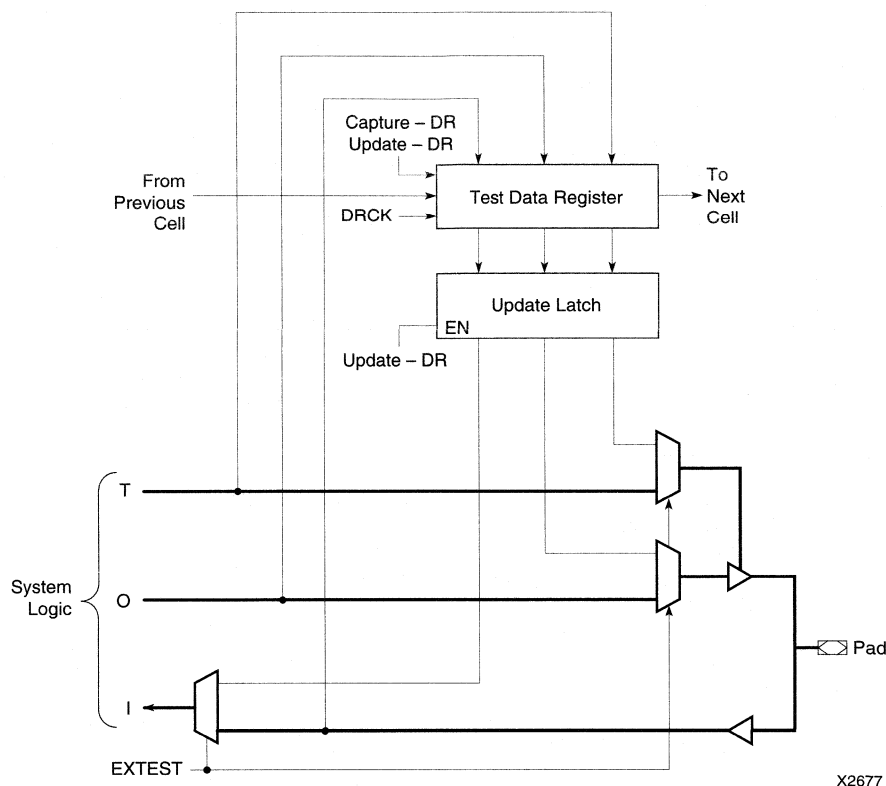 Capture – DR
Update – DR
From
Previous
Cell
DRCK
Test Data Register
To
Next
Cell
Update Latch
EN
Update – DR
T
System
Logic
O
I
Pad
EXTEST
X2677